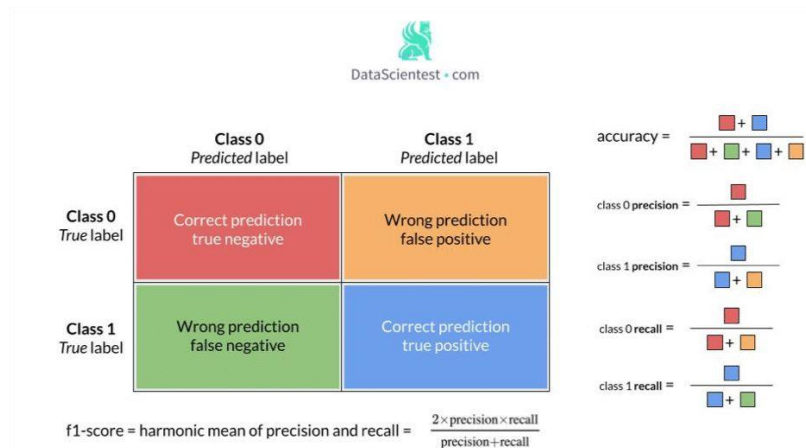 DataScientest • com
Class 0
Predicted label
Class 1
Predicted label
Class 0
True label
Correct prediction
true negative
Wrong prediction
false positive
Class 1
True label
Wrong prediction
false negative
Correct prediction
true positive
f1-score = harmonic mean of precision and recall = 2×precision×recall
precision+recall
accuracy = + + + +
class 0 precision = +
class 1 precision = +
class 0 recall = +
class 1 recall = +